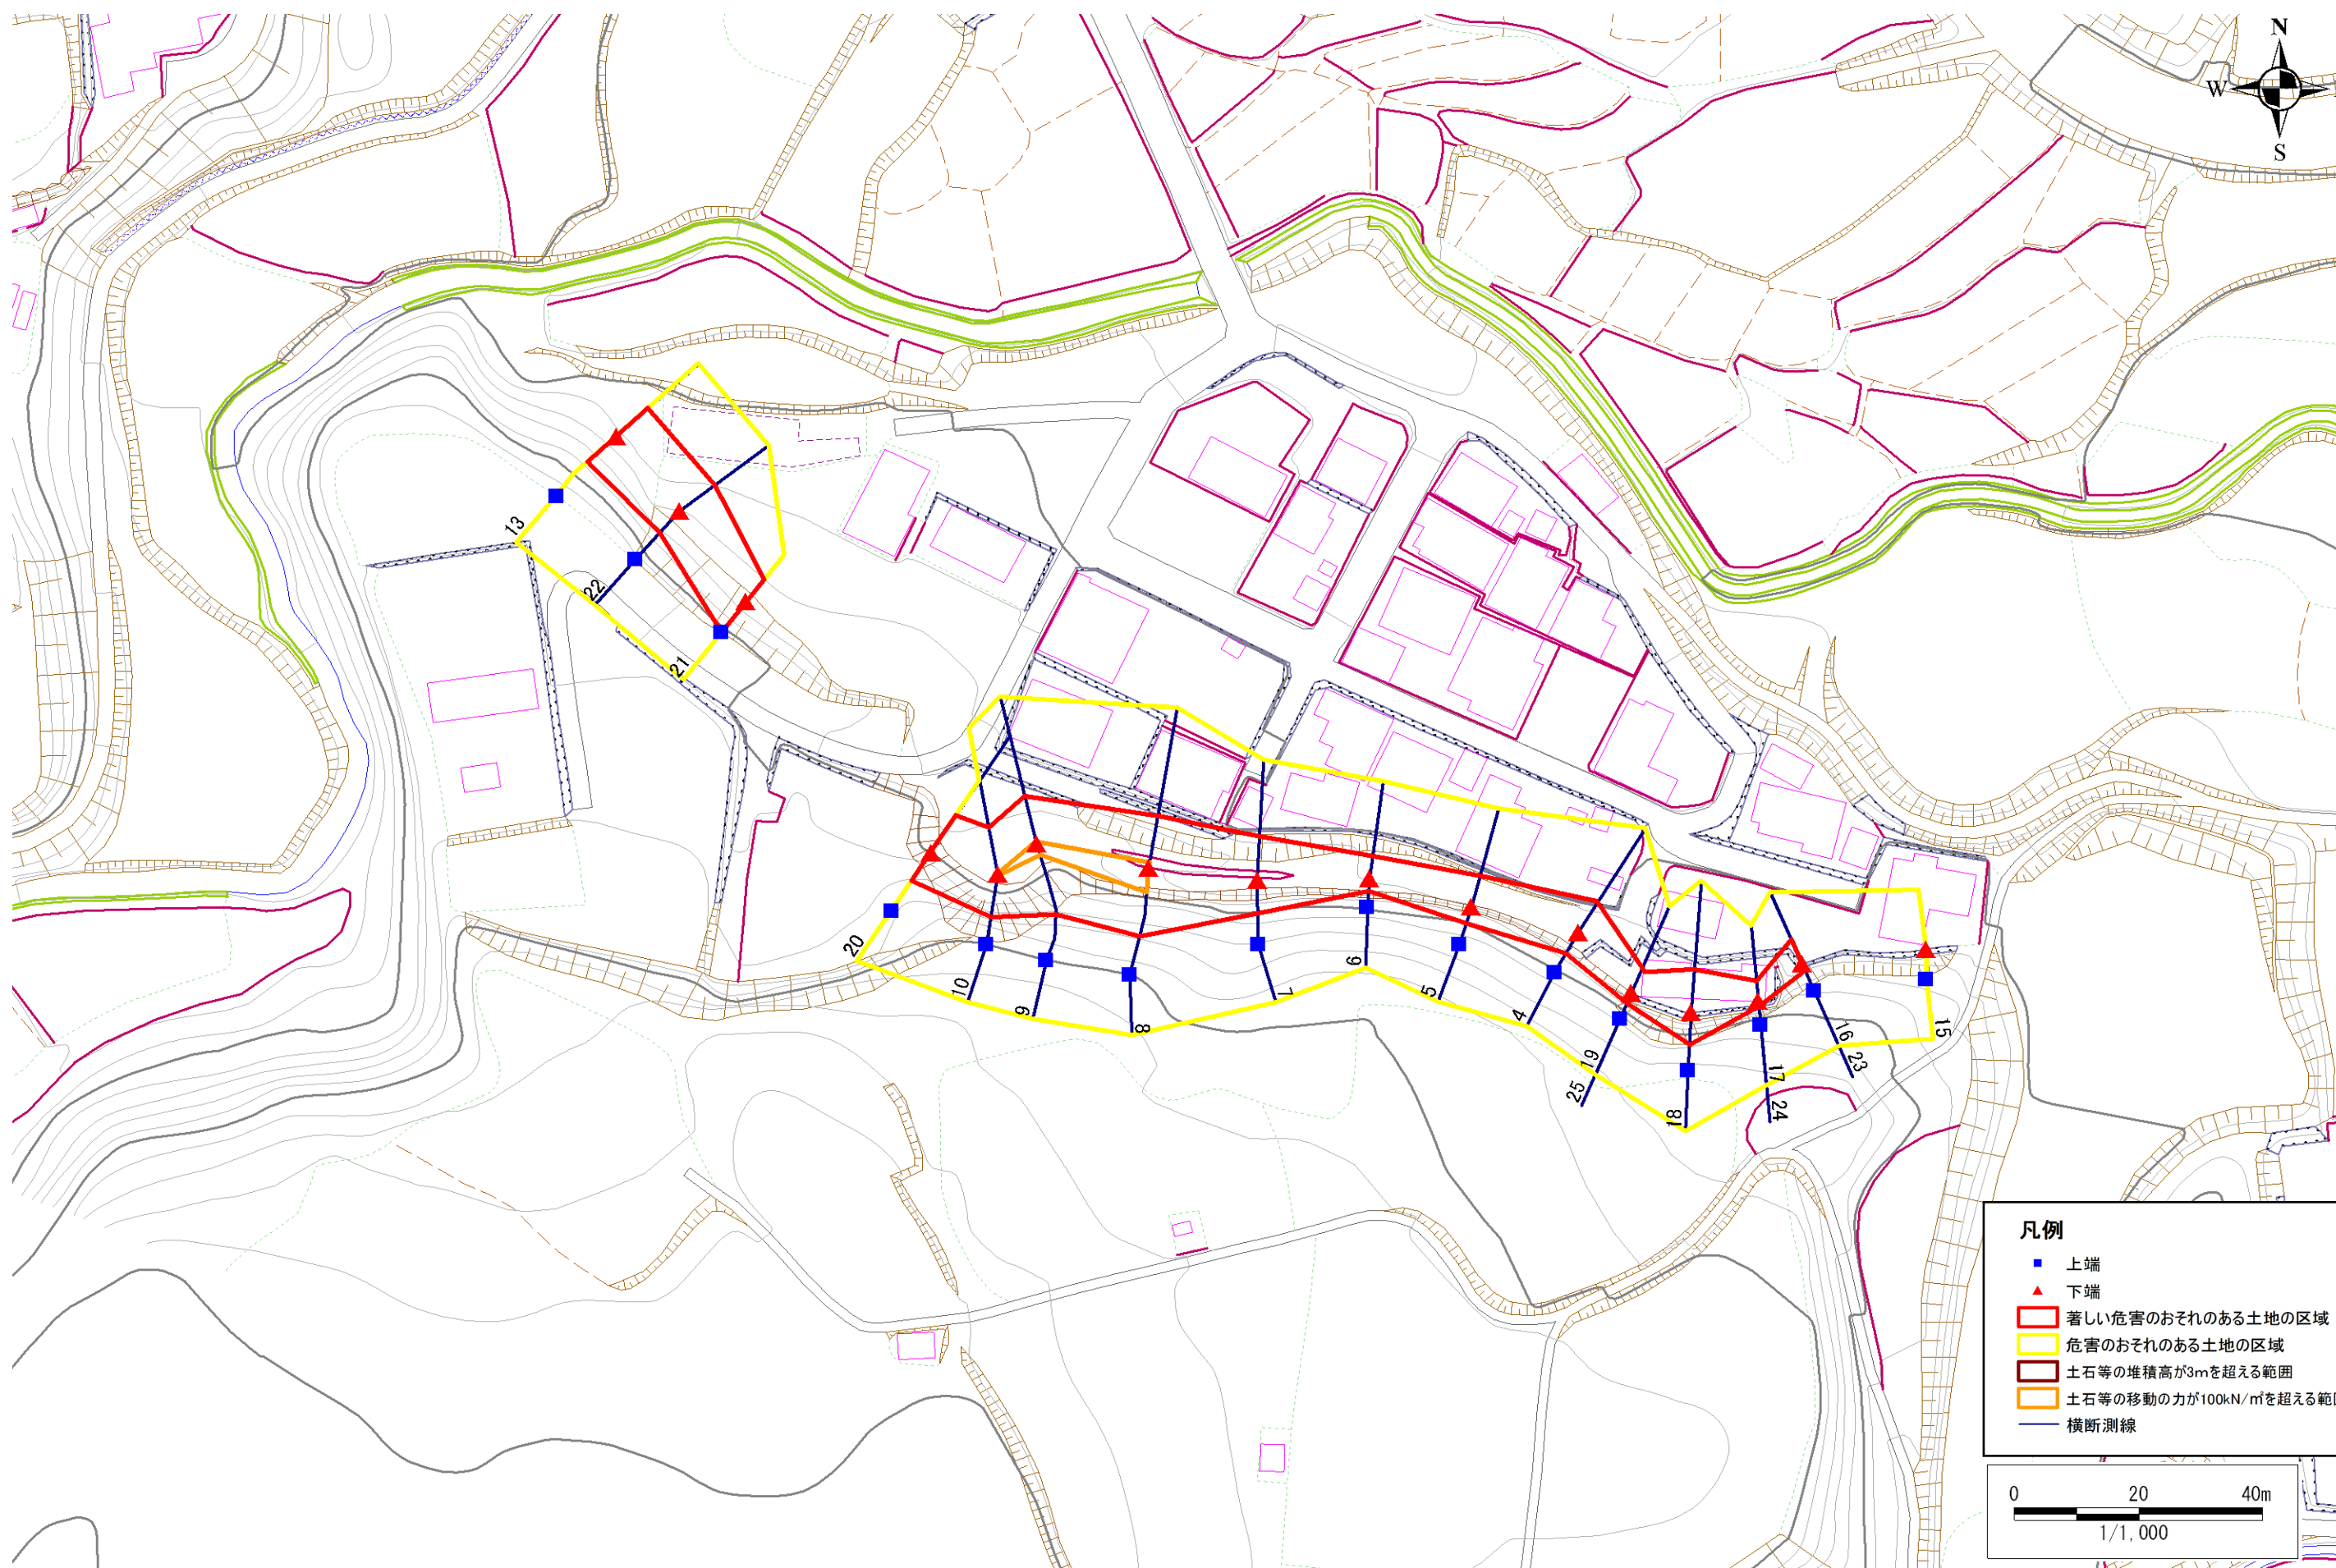 N
W
S
13
22
21
20
10
9
8
7
6
5
4
19
25
18
17
24
16
23
15
凡例
上端
下端
著しい危害のおそれのある土地の区域
危害のおそれのある土地の区域
土石等の堆積高が3mを超える範囲
土石等の移動の力が100kN/㎡を超える範
横断測線
0 20 40m
1/1,000